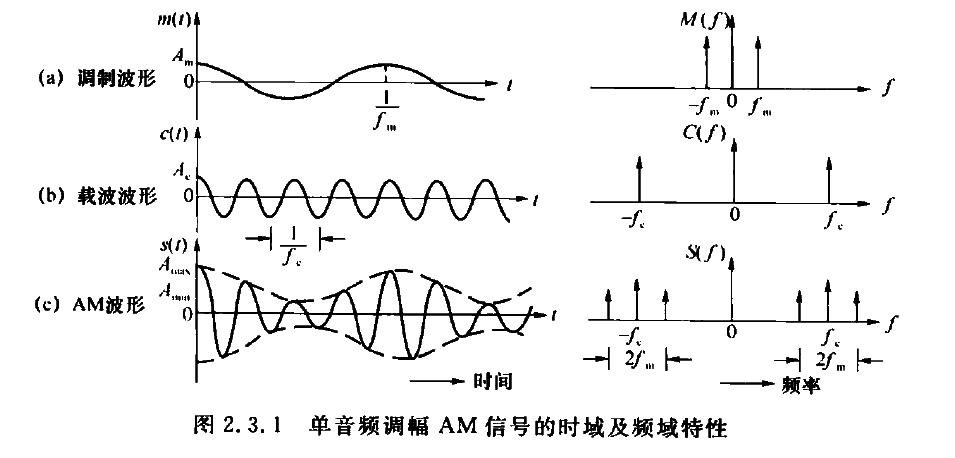 m(t)
M(f)
A_m
(a) 调制波形
0
t
f
1/f_m
-f_m
0
f_m
c(t)
C(f)
A_c
(b) 载波波形
0
t
-f_c
0
f_c
f
1/f_c
s(t)
S(f)
A_max
A_min
(c) AM波形
0
t
-f_c
0
f_c
f
2f_m
2f_m
时间
频率
图 2.3.1 单音频调幅 AM 信号的时域及频域特性